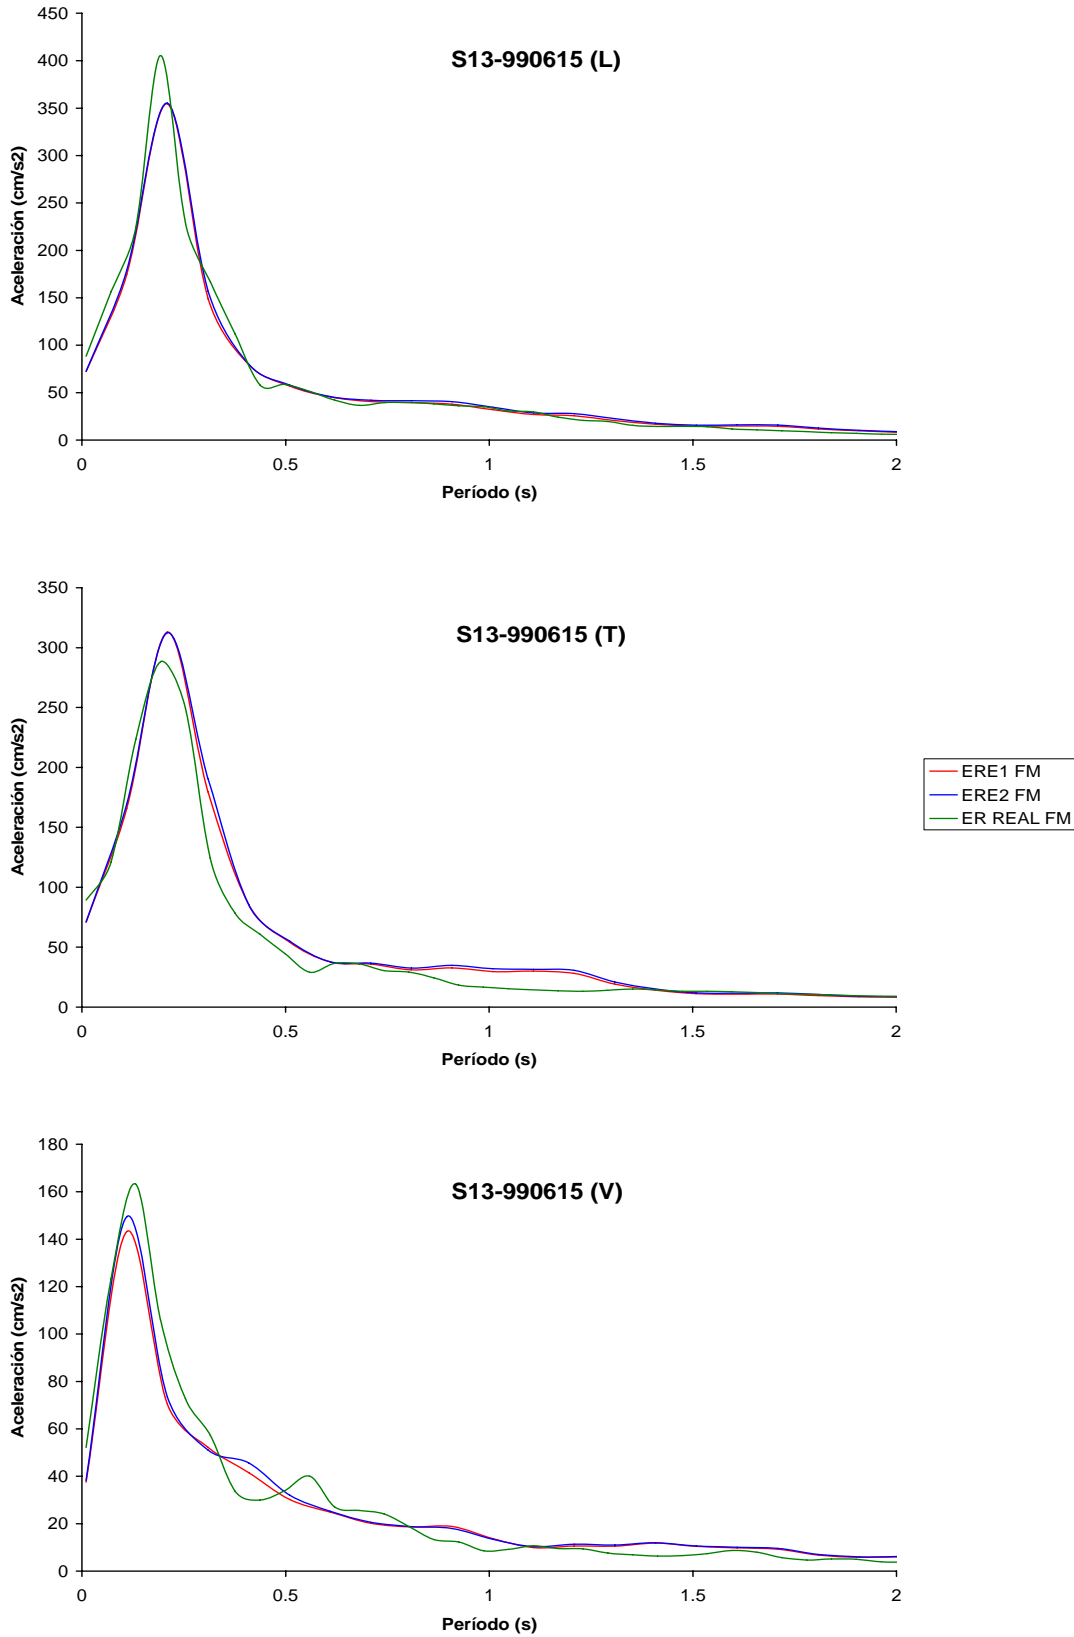 S13-990615 (L)
Aceleración (cm/s2)
450
400
350
300
250
200
150
100
50
0
0 0.5 1 1.5 2
Período (s)
S13-990615 (T)
Aceleración (cm/s2)
350
300
250
200
150
100
50
0
0 0.5 1 1.5 2
Período (s)
ERE1 FM
ERE2 FM
ER REAL FM
S13-990615 (V)
Aceleración (cm/s2)
180
160
140
120
100
80
60
40
20
0
0 0.5 1 1.5 2
Período (s)